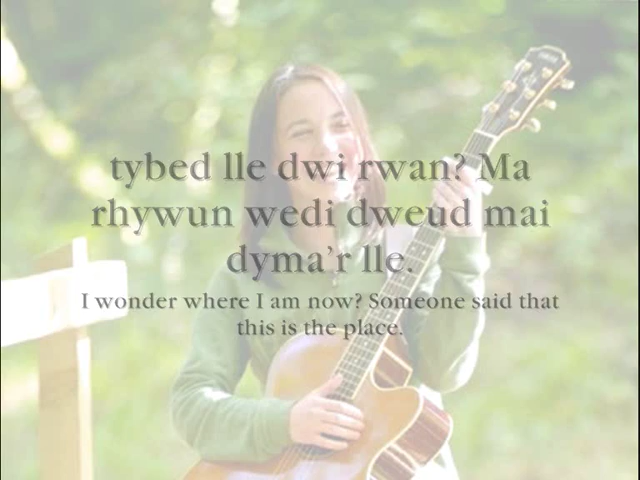 tybed lle dwi rwan? Ma
rhywun wedi dweud mai
dyma'r lle.
I wonder where I am now? Someone said that
this is the place.